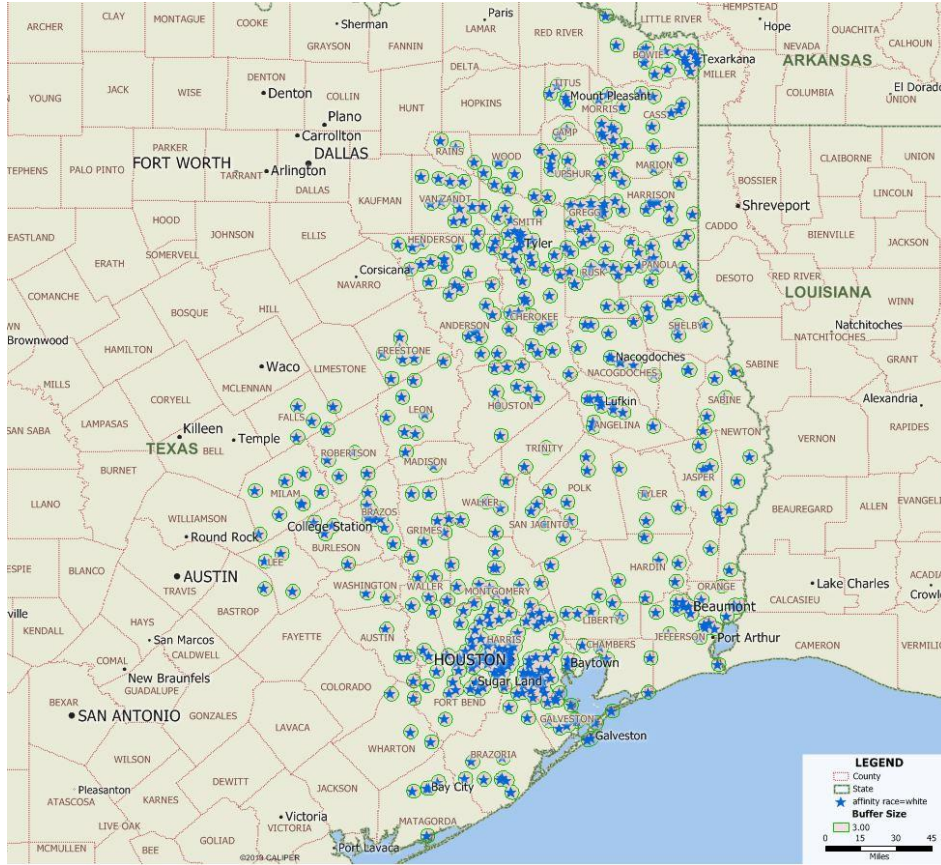 HEMPSTEAD
ARCHER
CLAY
MONTAGUE
COOKE
Sherman
Paris
LAMAR
LITTLE RIVER
Hope
NEVADA
OUACHITA
CALHOUN
GRAYSON
FANNIN
RED RIVER
BOWIE
Texarkana
MILLER
ARKANSAS
COLUMBIA
UNION
El Dorado
YOUNG
JACK
WISE
DENTON
Denton
COLLIN
DELTA
HUNT
HOPKINS
TITUS
Mount Pleasant
MORRIS
CASS
Plano
Carrollton
DALLAS
CAMP
RAINS
WOOD
UPSHUR
MARION
STEPHENS
PALO PINTO
PARKER
FORT WORTH
TARRANT
Arlington
DALLAS
KAUFMAN
VAN ZANDT
SMITH
GREGG
HARRISON
BOSSIER
CLAIBORNE
UNION
LINCOLN
Shreveport
CADDO
BIENVILLE
JACKSON
EASTLAND
HOOD
SOMERVELL
JOHNSON
ELLIS
HENDERSON
Tyler
RUSK
PANOLA
DESOTO
RED RIVER
ERATH
Corsicana
NAVARRO
COMANCHE
BOSQUE
HILL
CHEROKEE
ANDERSON
SHELBY
LOUISIANA
WINN
Natchitoches
NATCHITOCHES
Brownwood
HAMILTON
Waco
LIMESTONE
FREESTONE
Nacogdoches
NACOGDOCHES
SABINE
GRANT
MILLS
CORYELL
MCLENNAN
FALLS
LEON
HOUSTON
Lufkin
ANGELINA
SABINE
NEWTON
Alexandria
RAPIDES
VERNON
SAN SABA
LAMPASAS
Killeen
Temple
BELL
TEXAS
BURNET
ROBERTSON
MADISON
TRINITY
POLK
TYLER
JASPER
LLANO
MILAM
WILLIAMSON
BRAZOS
College Station
GRIMES
WALKER
SAN JACINTO
BEAUREGARD
ALLEN
EVANGELI
Round Rock
BURLESON
LEE
HARDIN
BLANCO
AUSTIN
TRAVIS
BASTROP
WASHINGTON
WALLER
MONTGOMERY
LIBERTY
ORANGE
Beaumont
Lake Charles
CALCASIEU
ACADIA
Crowl
HAYS
San Marcos
CALDWELL
FAYETTE
AUSTIN
HARRIS
HOUSTON
CHAMBERS
JEFFERSON
Port Arthur
CAMERON
KENDALL
COMAL
New Braunfels
GUADALUPE
COLORADO
Sugar Land
Baytown
FORT BEND
BEXAR
SAN ANTONIO
GONZALES
LAVACA
WHARTON
GALVESTON
Galveston
BRAZORIA
WILSON
DEWITT
JACKSON
Bay City
MATAGORDA
Pleasanton
ATASCOSA
KARNES
Victoria
VICTORIA
LIVE OAK
GOLIAD
BEE
MCMULLEN
Port Lavaca
©2019 CALIPER
LEGEND
County
State
affinity race=white
Buffer Size
3.00
0 15 30 45
Miles